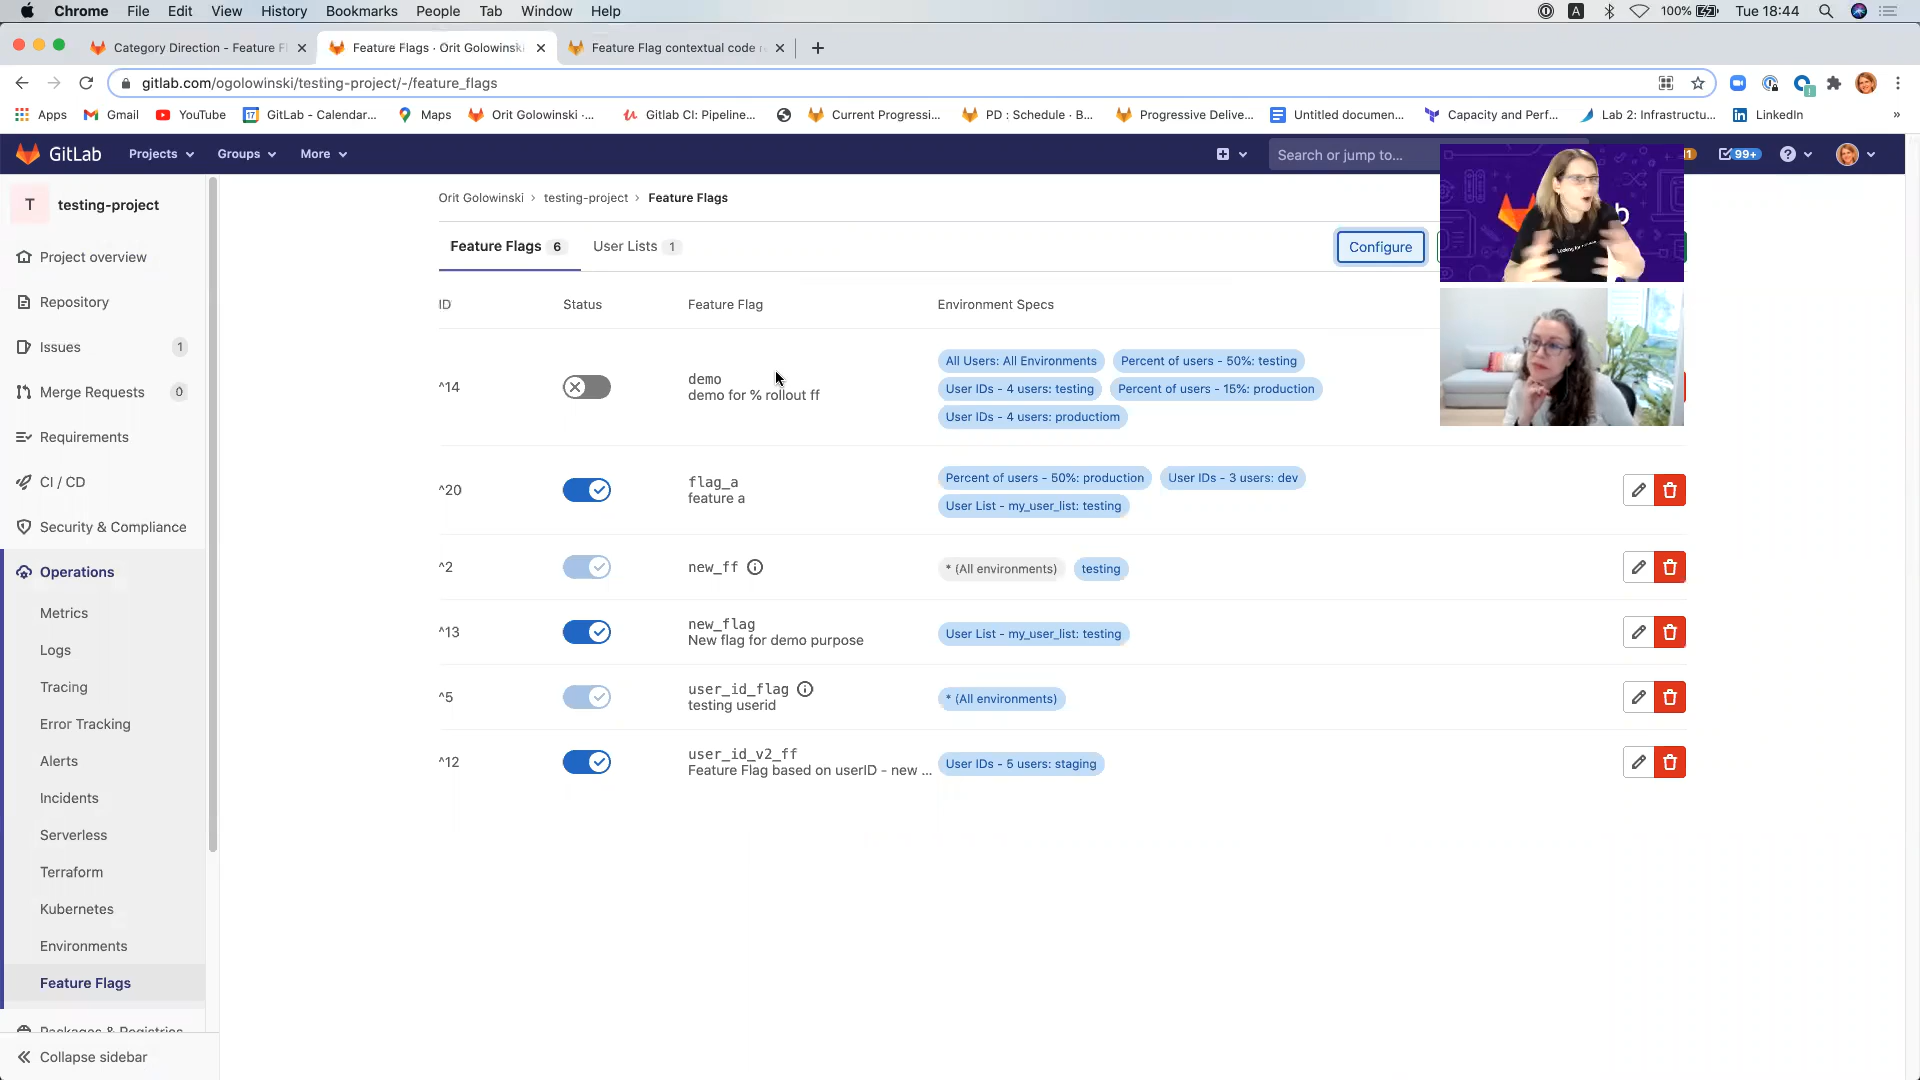 Chrome File Edit View History Bookmarks People Tab Window Help
A 100% Tue 18:44
Category Direction - Feature F
Feature Flags · Orit Golowinski
Feature Flag contextual code r
gitlab.com/ogolowinski/testing-project/-/feature_flags
Apps Gmail YouTube GitLab - Calendar... Maps Orit Golowinski ·... Gitlab CI: Pipeline... Current Progressi... PD : Schedule · B... Progressive Delive... Untitled documen... Capacity and Perf... Lab 2: Infrastructu... LinkedIn »
GitLab Projects Groups More Search or jump to... 1 99+
T testing-project
Project overview
Repository
Issues 1
Merge Requests 0
Requirements
CI / CD
Security & Compliance
Operations
Metrics
Logs
Tracing
Error Tracking
Alerts
Incidents
Serverless
Terraform
Kubernetes
Environments
Feature Flags
Packages & Registries
Collapse sidebar
Orit Golowinski › testing-project › Feature Flags
Feature Flags 6 User Lists 1 Configure
ID Status Feature Flag Environment Specs
^14 demo
demo for % rollout ff
All Users: All Environments Percent of users - 50%: testing
User IDs - 4 users: testing Percent of users - 15%: production
User IDs - 4 users: productiom
^20 flag_a
feature a
Percent of users - 50%: production User IDs - 3 users: dev
User List - my_user_list: testing
^2 new_ff * (All environments) testing
^13 new_flag
New flag for demo purpose
User List - my_user_list: testing
^5 user_id_flag
testing userid
* (All environments)
^12 user_id_v2_ff
Feature Flag based on userID - new ...
User IDs - 5 users: staging
b